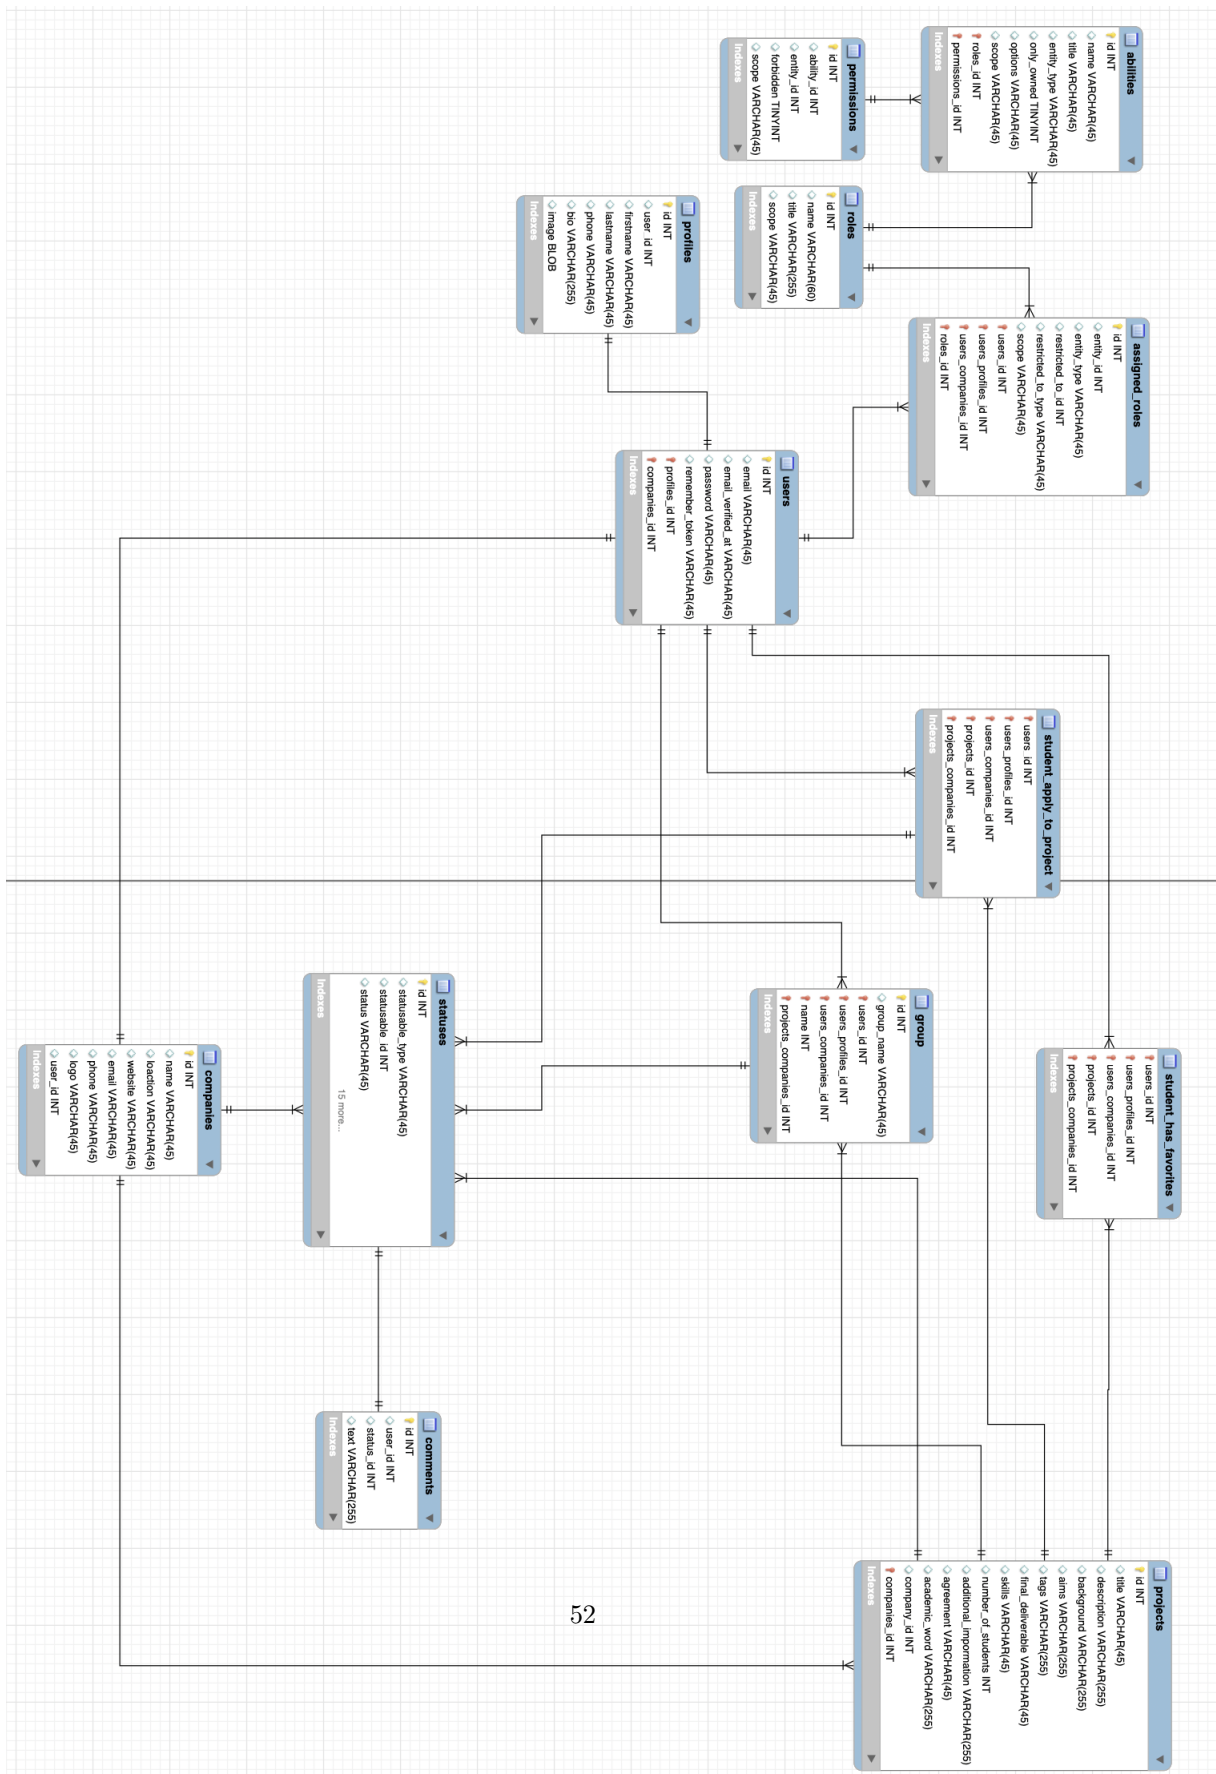 abilities
id INT
name VARCHAR(45)
title VARCHAR(45)
entity_type VARCHAR(45)
only_owned TINYINT
options VARCHAR(45)
scope VARCHAR(45)
roles_id INT
permissions_id INT
Indexes
permissions
id INT
ability_id INT
entity_id INT
forbidden TINYINT
scope VARCHAR(45)
Indexes
roles
id INT
name VARCHAR(60)
title VARCHAR(255)
scope VARCHAR(45)
Indexes
assigned_roles
id INT
entity_id INT
entity_type VARCHAR(45)
restricted_to_id INT
restricted_to_type VARCHAR(45)
scope VARCHAR(45)
users_id INT
users_profiles_id INT
users_companies_id INT
roles_id INT
Indexes
profiles
id INT
user_id INT
firstname VARCHAR(45)
lastname VARCHAR(45)
phone VARCHAR(45)
bio VARCHAR(255)
image BLOB
Indexes
users
id INT
email VARCHAR(45)
email_verified_at VARCHAR(45)
password VARCHAR(45)
remember_token VARCHAR(45)
profiles_id INT
companies_id INT
Indexes
student_apply_to_project
users_id INT
users_profiles_id INT
users_companies_id INT
projects_id INT
projects_companies_id INT
Indexes
student_has_favorites
users_id INT
users_profiles_id INT
users_companies_id INT
projects_id INT
projects_companies_id INT
Indexes
group
id INT
group_name VARCHAR(45)
users_id INT
users_profiles_id INT
users_companies_id INT
name INT
projects_companies_id INT
Indexes
statuses
id INT
statusable_type VARCHAR(45)
statusable_id INT
status VARCHAR(45)
15 more...
Indexes
companies
id INT
name VARCHAR(45)
loaction VARCHAR(45)
website VARCHAR(45)
email VARCHAR(45)
phone VARCHAR(45)
logo VARCHAR(45)
user_id INT
Indexes
comments
id INT
user_id INT
status_id INT
text VARCHAR(255)
Indexes
projects
id INT
title VARCHAR(45)
description VARCHAR(255)
background VARCHAR(255)
aims VARCHAR(255)
tags VARCHAR(255)
final_deliverable VARCHAR(45)
skills VARCHAR(45)
number_of_students INT
additional_impormation VARCHAR(255)
agreement VARCHAR(45)
academic_word VARCHAR(255)
company_id INT
companies_id INT
Indexes
52